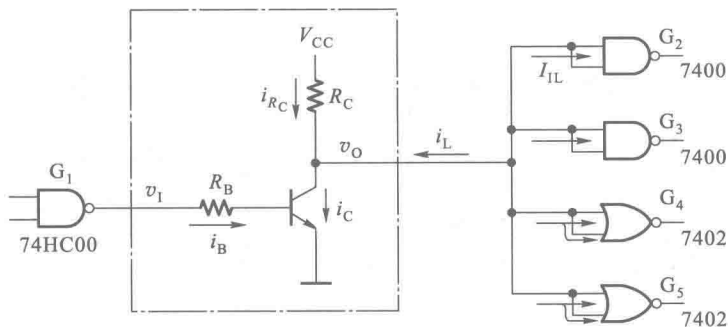 V_CC
i_RC
R_C
G_1
74HC00
v_I
R_B
i_B
v_O
i_C
i_L
I_IL
G_2
7400
G_3
7400
G_4
7402
G_5
7402